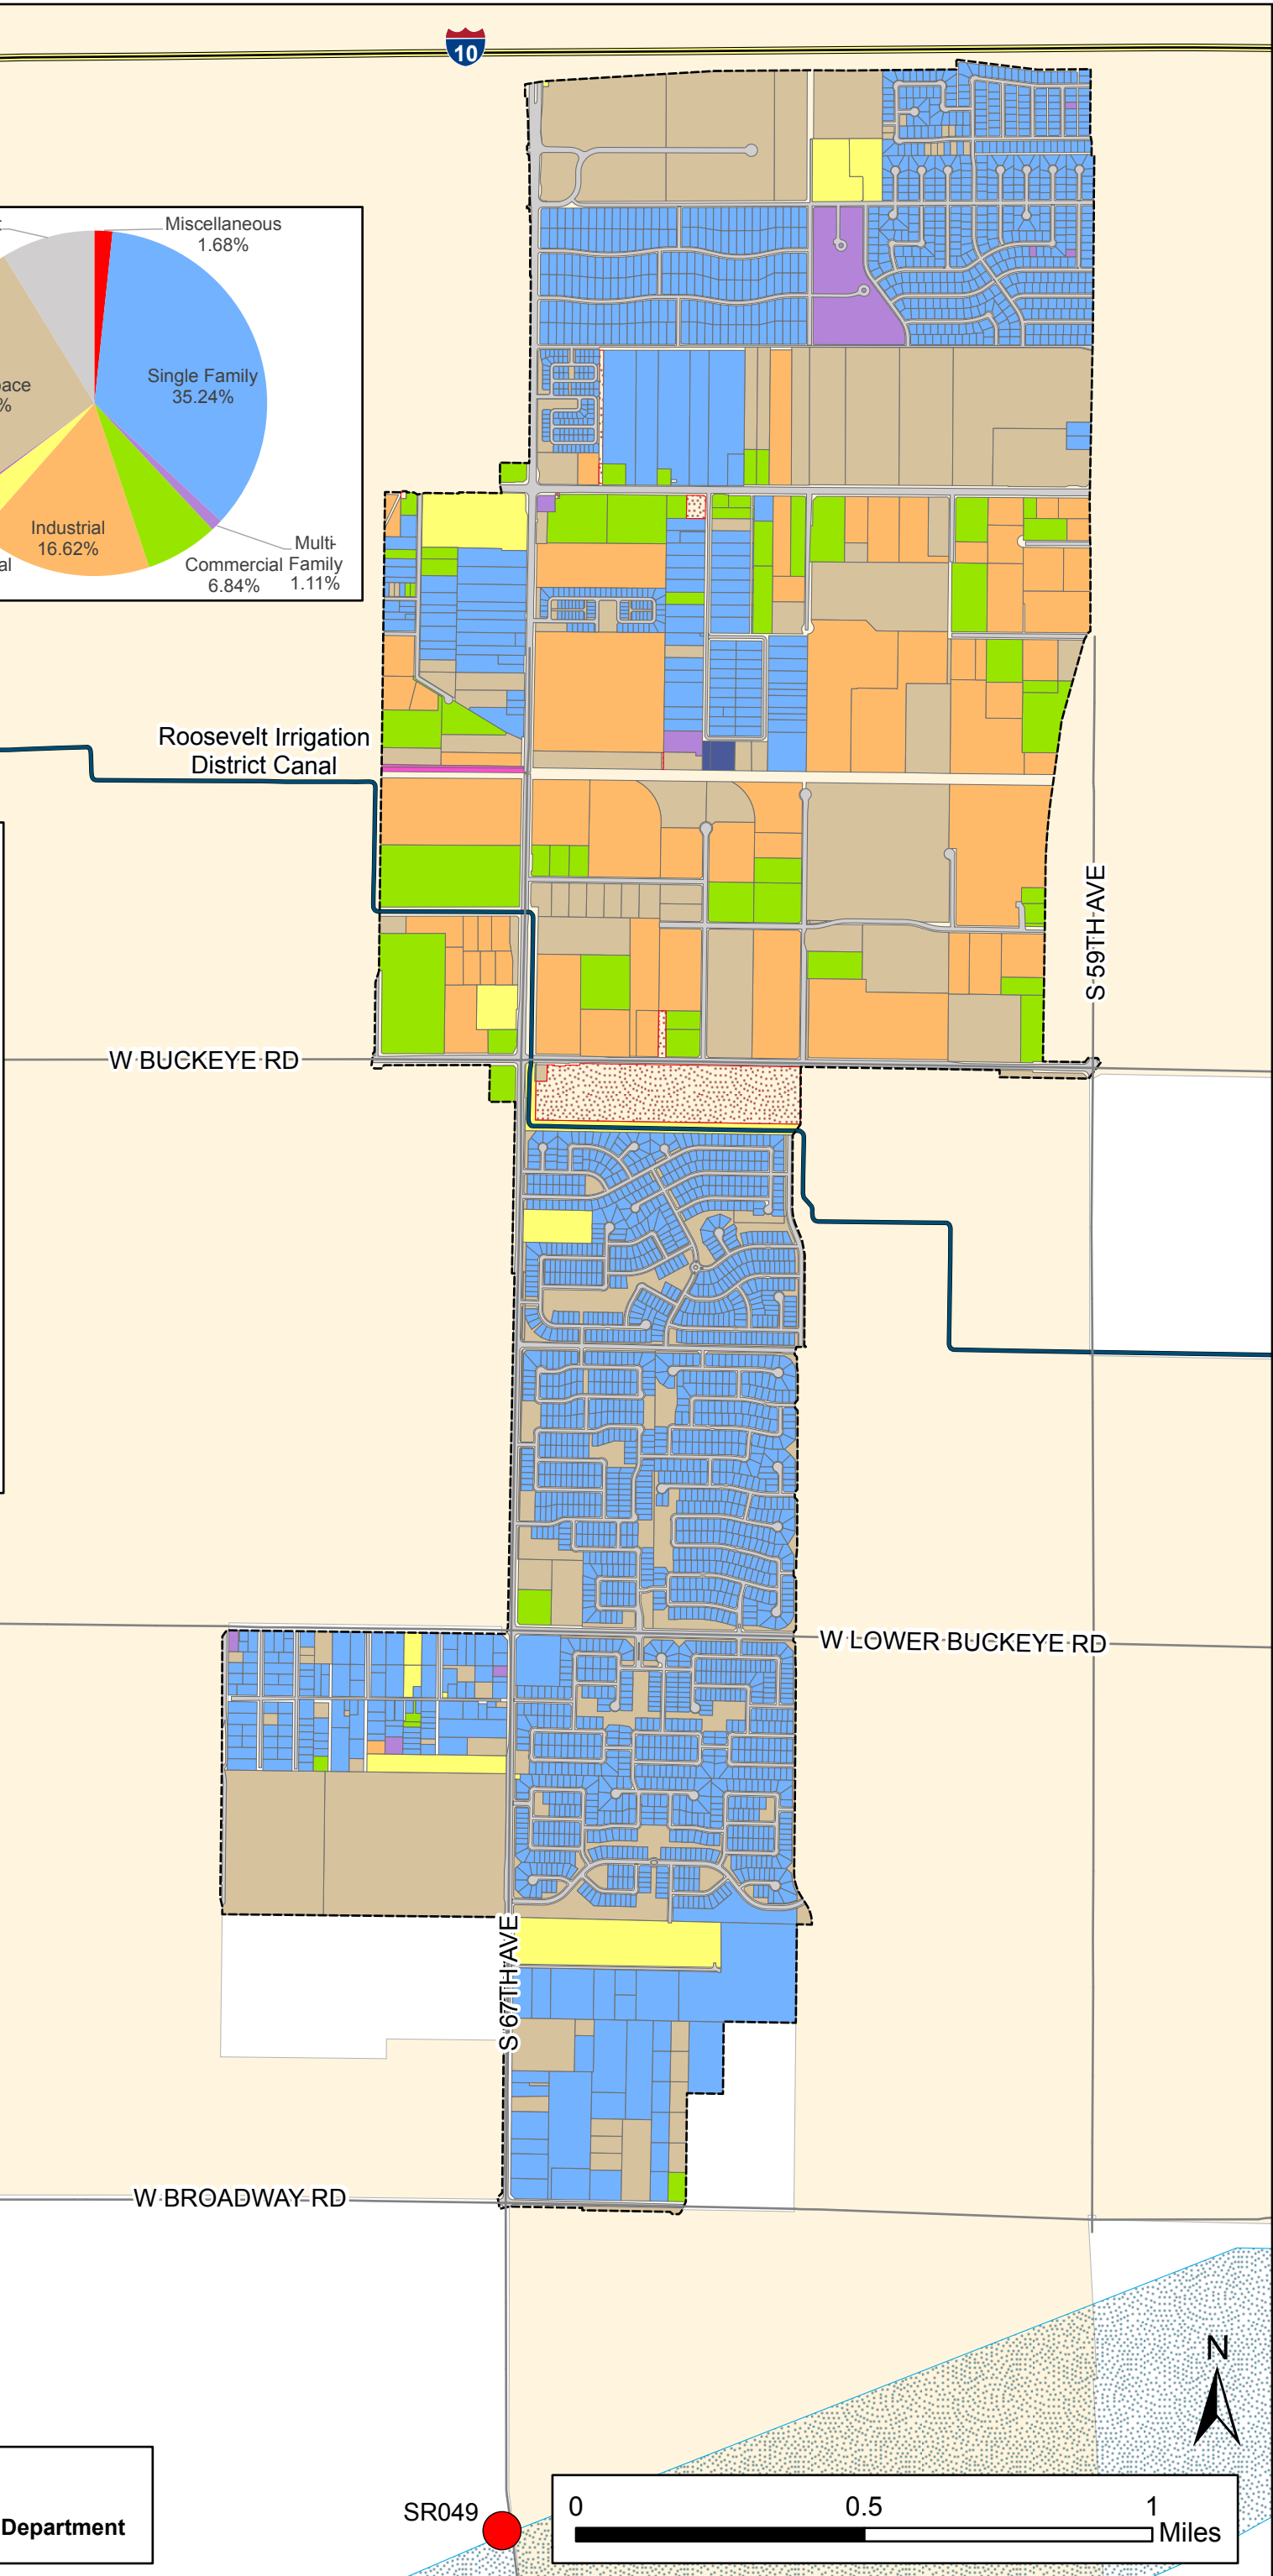 10
Miscellaneous
1.68%
Single Family
35.24%
Industrial
16.62%
Multi-
Commercial Family
6.84% 1.11%
Roosevelt Irrigation
District Canal
S 59TH AVE
W BUCKEYE RD
W LOWER BUCKEYE RD
S 67TH AVE
W BROADWAY RD
N
SR049
0 0.5 1
Miles
Department